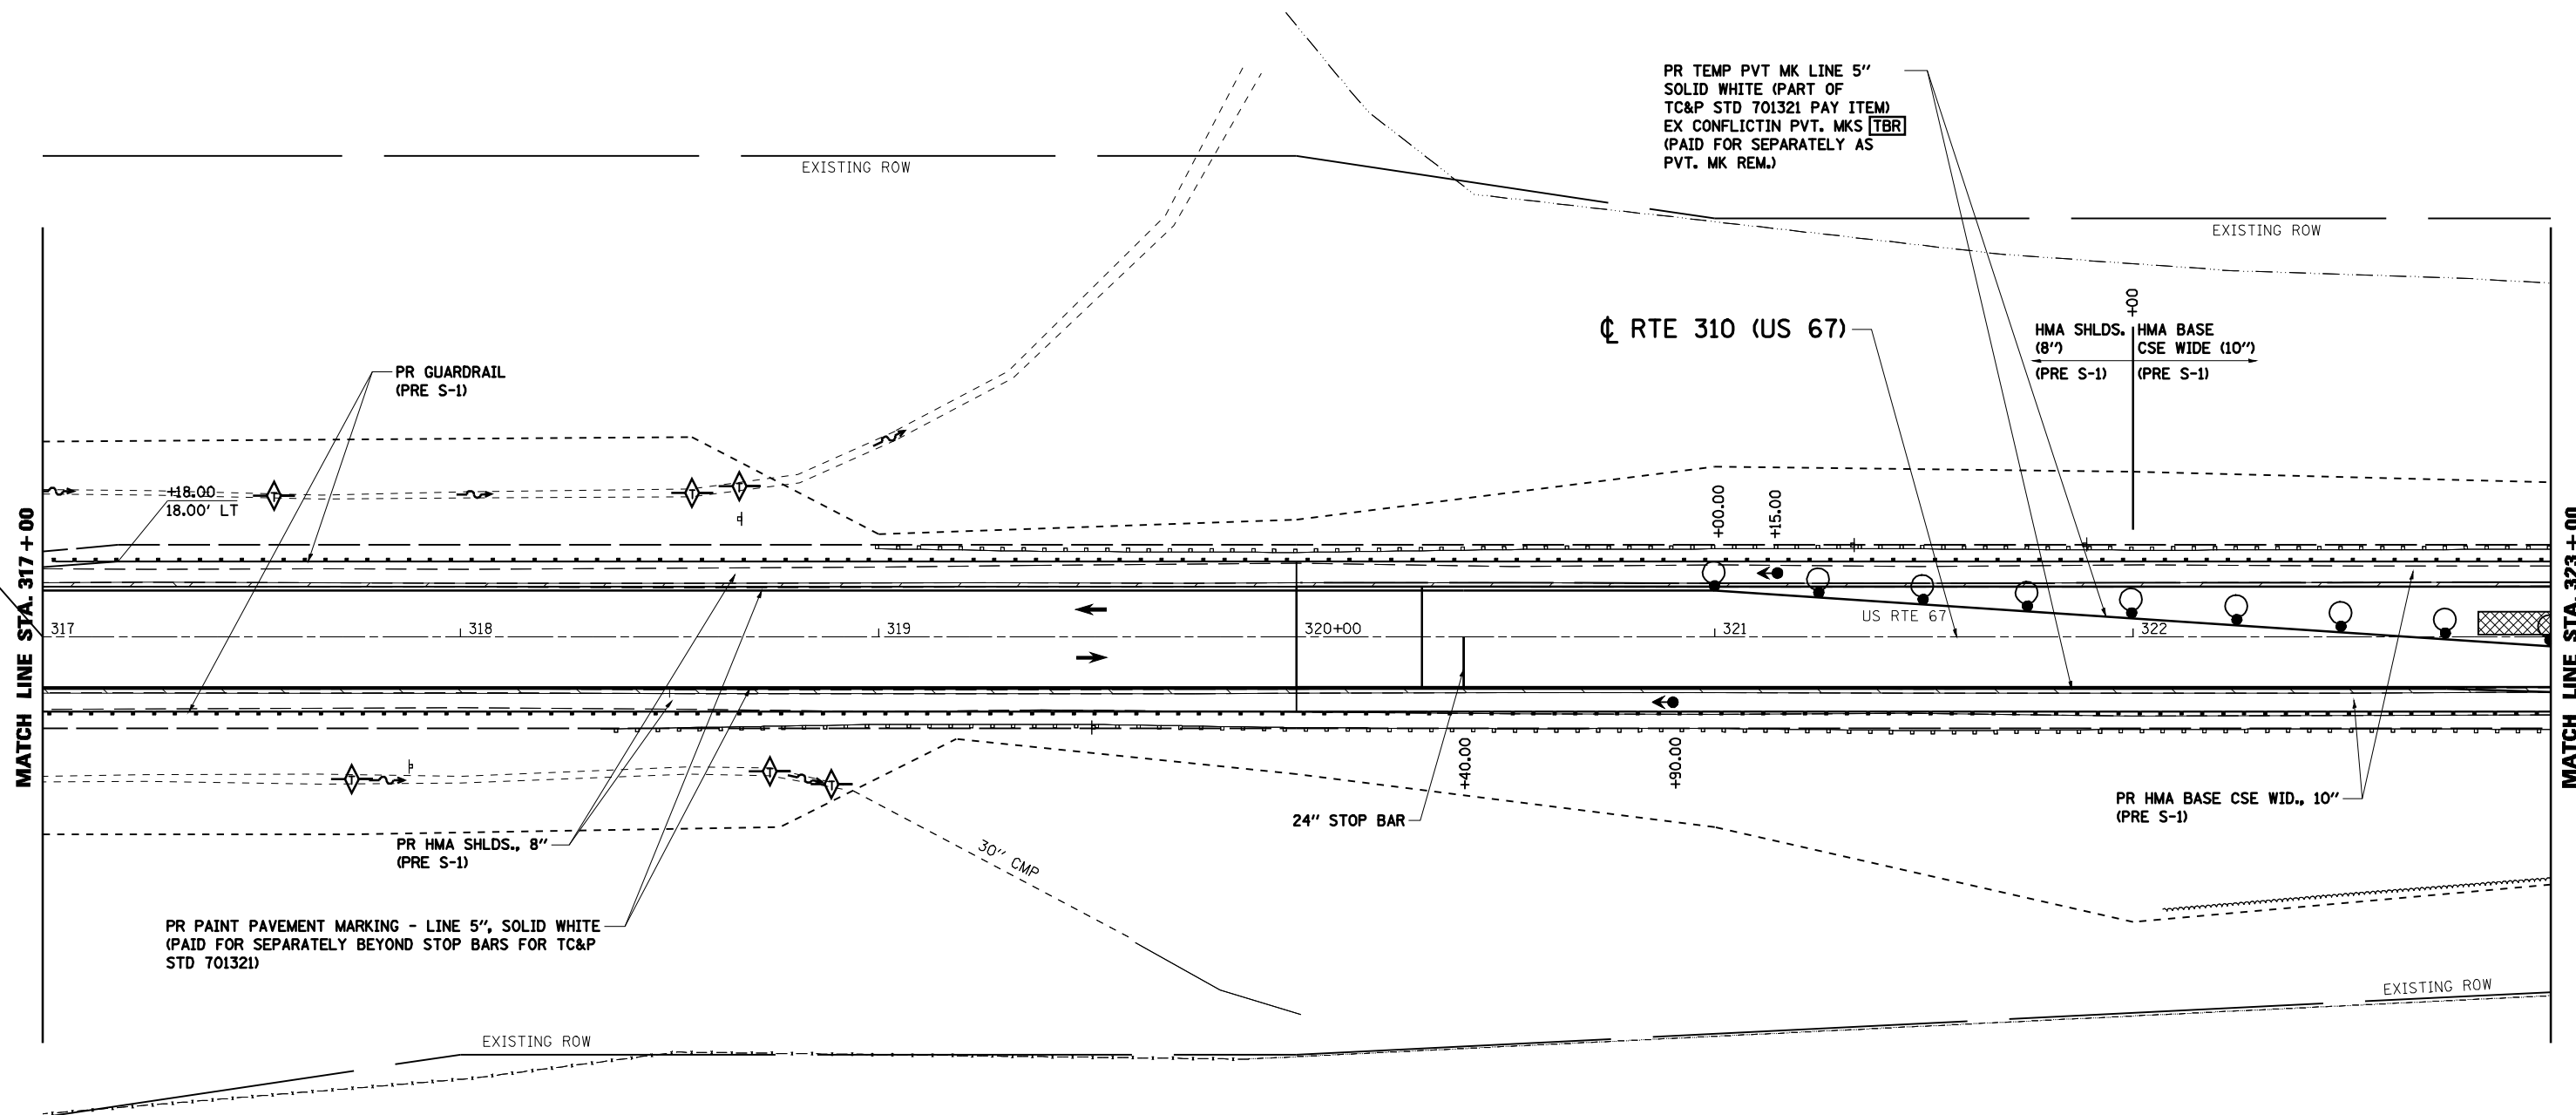 PR TEMP PVT MK LINE 5"
SOLID WHITE (PART OF
TC&P STD 701321 PAY ITEM)
EX CONFLICTIN PVT. MKS TBR
(PAID FOR SEPARATELY AS
PVT. MK REM.)
EXISTING ROW
EXISTING ROW
+00
℄ RTE 310 (US 67)
HMA SHLDS.
(8")
(PRE S-1)
HMA BASE
CSE WIDE (10")
(PRE S-1)
PR GUARDRAIL
(PRE S-1)
+18.00
18.00' LT
T
T
T
+00.00
+15.00
MATCH LINE STA. 317+00
MATCH LINE STA. 323+00
US RTE 67
317
318
319
320+00
321
322
T
T
T
+40.00
+90.00
24" STOP BAR
PR HMA BASE CSE WID., 10"
(PRE S-1)
PR HMA SHLDS., 8"
(PRE S-1)
30" CMP
PR PAINT PAVEMENT MARKING - LINE 5", SOLID WHITE
(PAID FOR SEPARATELY BEYOND STOP BARS FOR TC&P
STD 701321)
EXISTING ROW
EXISTING ROW